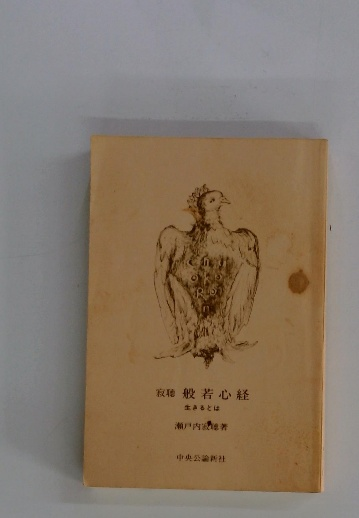 寂聴 般若心経
生きるとは
瀬戸内寂聴著
中央公論新社